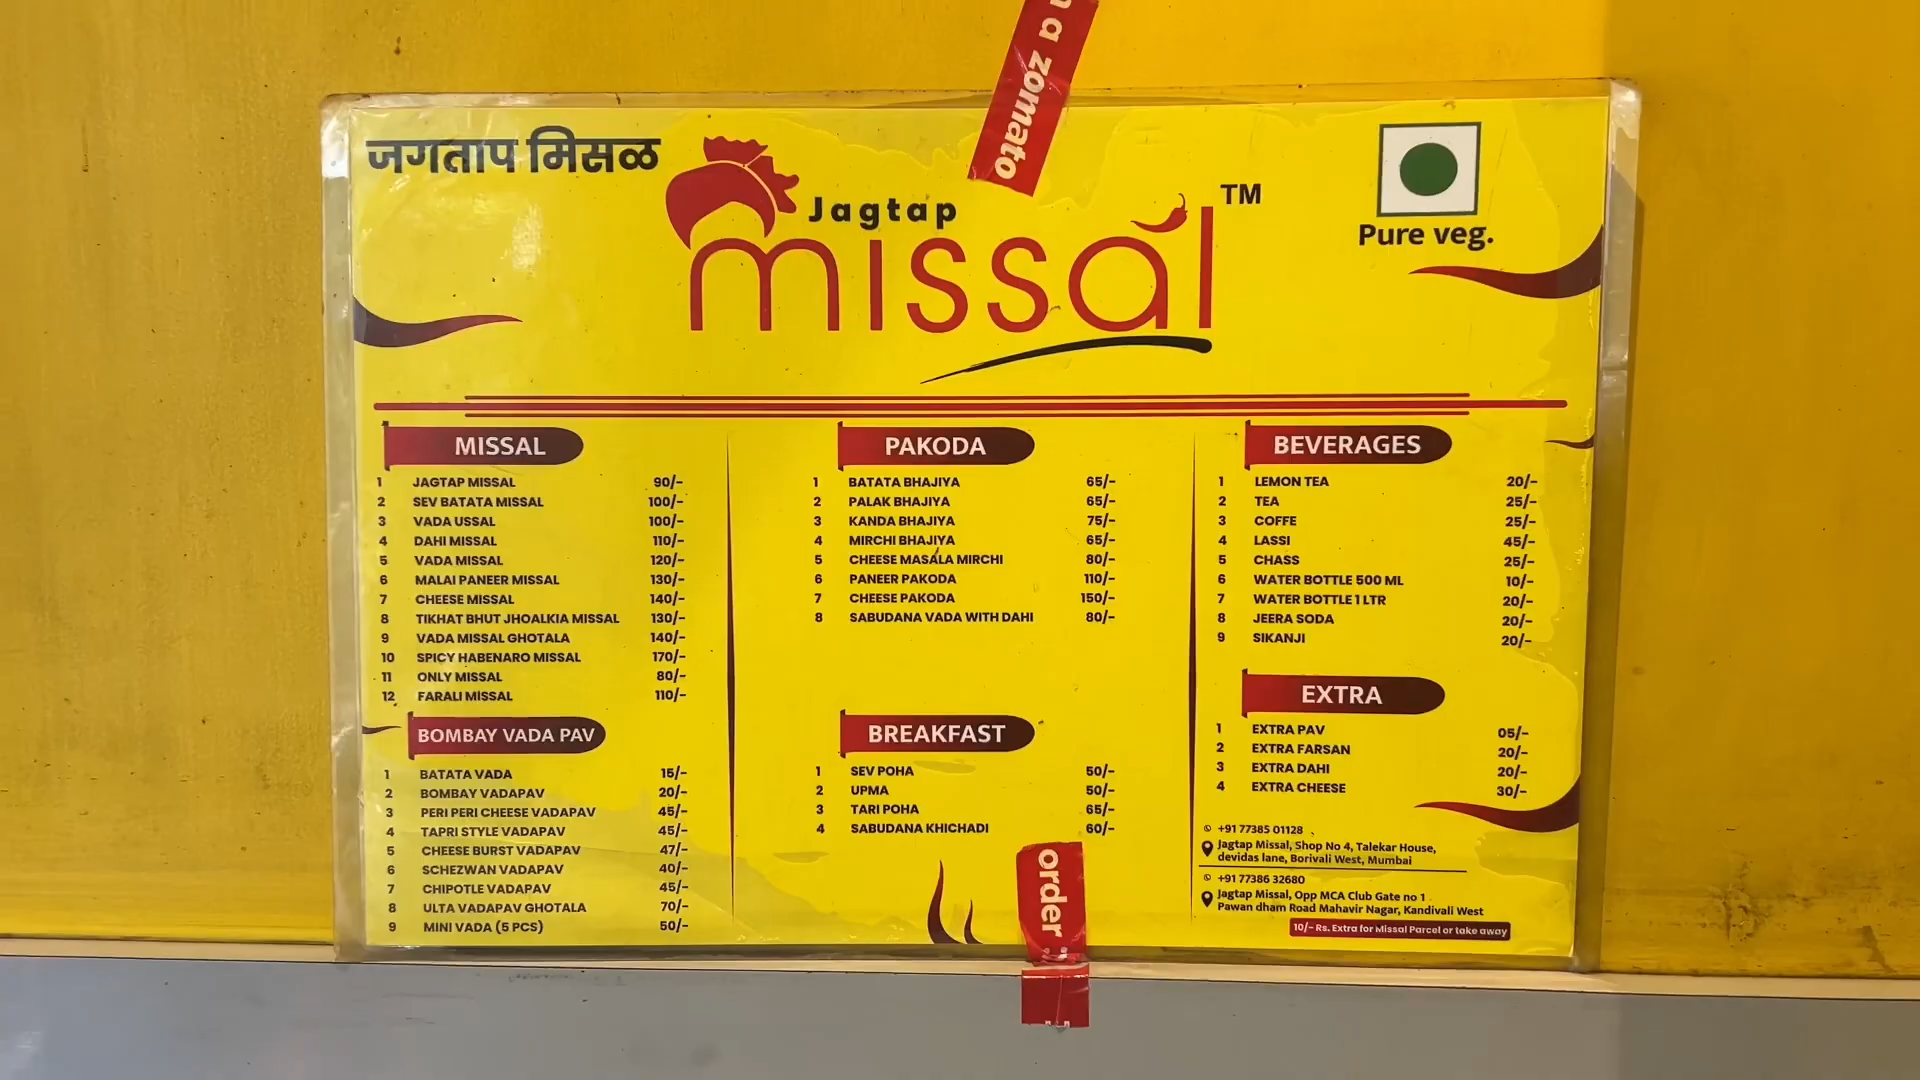 n a zomato
जगताप मिसळ
Jagtap
missal
TM
Pure veg.
MISSAL
1 JAGTAP MISSAL 90/-
2 SEV BATATA MISSAL 100/-
3 VADA USSAL 100/-
4 DAHI MISSAL 110/-
5 VADA MISSAL 120/-
6 MALAI PANEER MISSAL 130/-
7 CHEESE MISSAL 140/-
8 TIKHAT BHUT JHOALKIA MISSAL 130/-
9 VADA MISSAL GHOTALA 140/-
10 SPICY HABENARO MISSAL 170/-
11 ONLY MISSAL 80/-
12 FARALI MISSAL 110/-
BOMBAY VADA PAV
1 BATATA VADA 15/-
2 BOMBAY VADAPAV 20/-
3 PERI PERI CHEESE VADAPAV 45/-
4 TAPRI STYLE VADAPAV 45/-
5 CHEESE BURST VADAPAV 47/-
6 SCHEZWAN VADAPAV 40/-
7 CHIPOTLE VADAPAV 45/-
8 ULTA VADAPAV GHOTALA 70/-
9 MINI VADA (5 PCS) 50/-
PAKODA
1 BATATA BHAJIYA 65/-
2 PALAK BHAJIYA 65/-
3 KANDA BHAJIYA 75/-
4 MIRCHI BHAJIYA 65/-
5 CHEESE MASALA MIRCHI 80/-
6 PANEER PAKODA 110/-
7 CHEESE PAKODA 150/-
8 SABUDANA VADA WITH DAHI 80/-
BREAKFAST
1 SEV POHA 50/-
2 UPMA 50/-
3 TARI POHA 65/-
4 SABUDANA KHICHADI 60/-
order
BEVERAGES
1 LEMON TEA 20/-
2 TEA 25/-
3 COFFE 25/-
4 LASSI 45/-
5 CHASS 25/-
6 WATER BOTTLE 500 ML 10/-
7 WATER BOTTLE 1 LTR 20/-
8 JEERA SODA 20/-
9 SIKANJI 20/-
EXTRA
1 EXTRA PAV 05/-
2 EXTRA FARSAN 20/-
3 EXTRA DAHI 20/-
4 EXTRA CHEESE 30/-
+91 77385 01128
Jagtap Missal, Shop No 4, Talekar House,
devidas lane, Borivali West, Mumbai
+91 77386 32680
Jagtap Missal, Opp MCA Club Gate no 1
Pawan dham Road Mahavir Nagar, Kandivali West
10/- Rs. Extra for Missal Parcel or take away